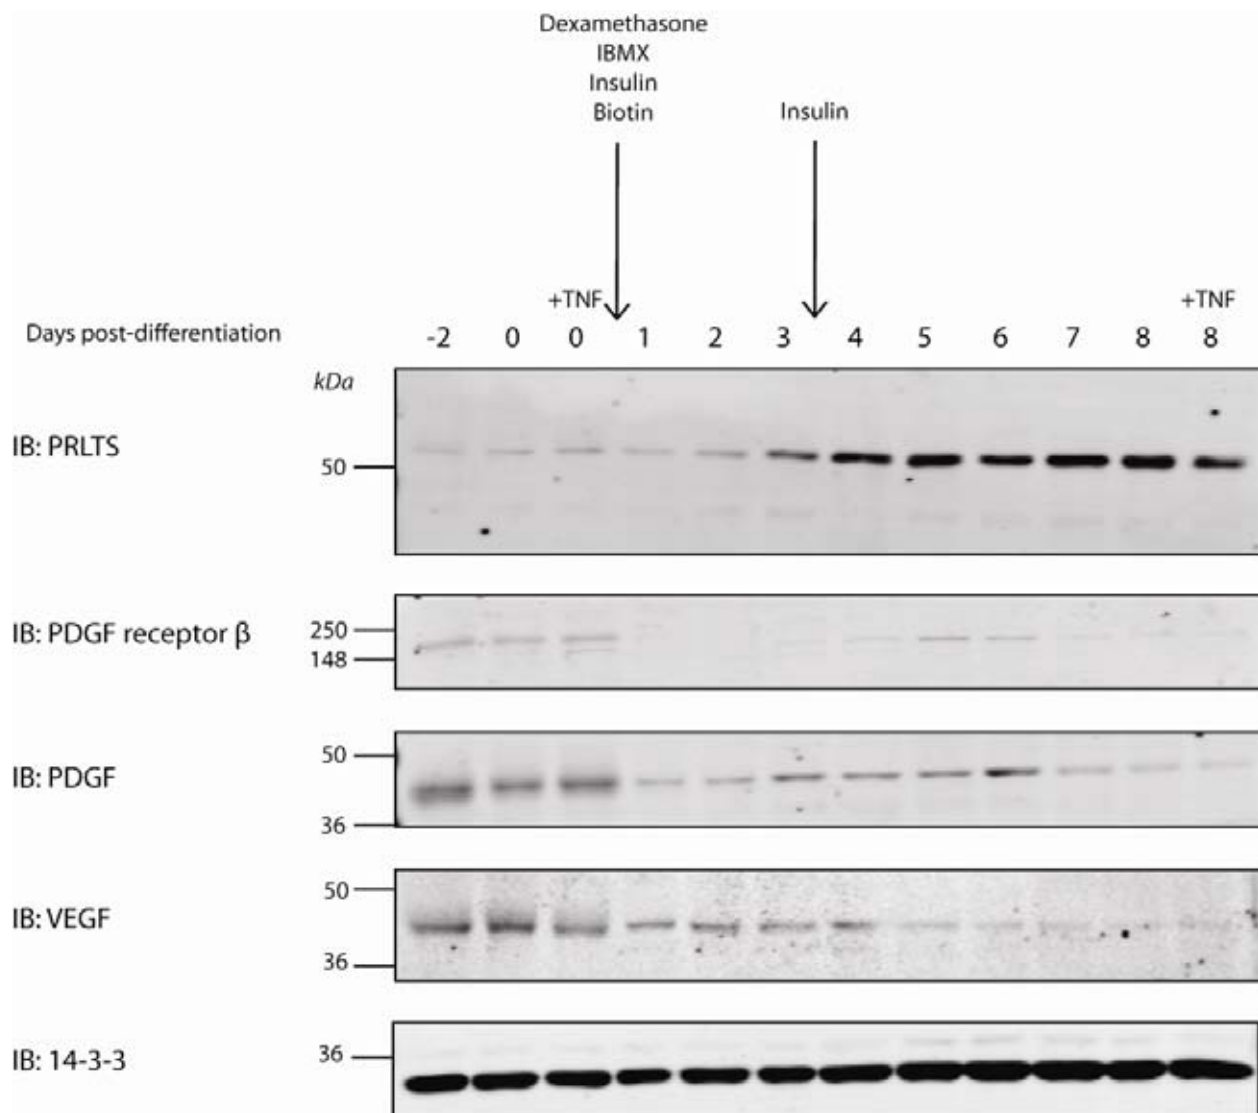 Dexamethasone
IBMX
Insulin
Biotin
Insulin
+TNF
+TNF
Days post-differentiation -2 0 0 1 2 3 4 5 6 7 8 8
kDa
IB: PRLTS
50
IB: PDGF receptor β
250
148
IB: PDGF
50
36
IB: VEGF
50
36
IB: 14-3-3
36